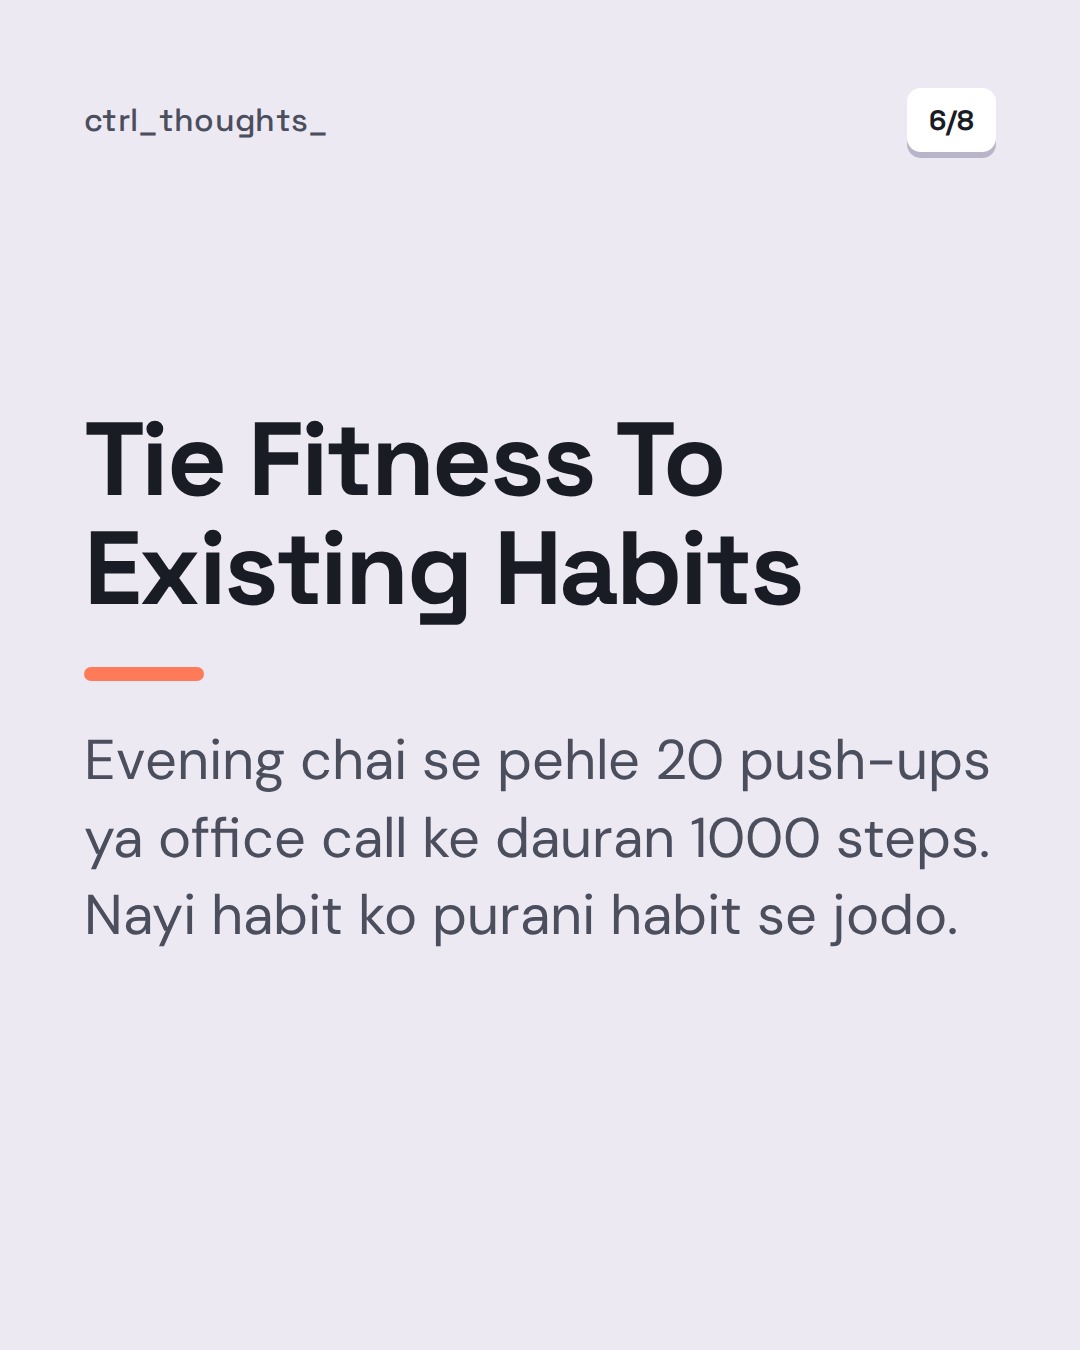 ctrl_thoughts_
6/8
Tie Fitness To
Existing Habits
Evening chai se pehle 20 push-ups
ya office call ke dauran 1000 steps.
Nayi habit ko purani habit se jodo.